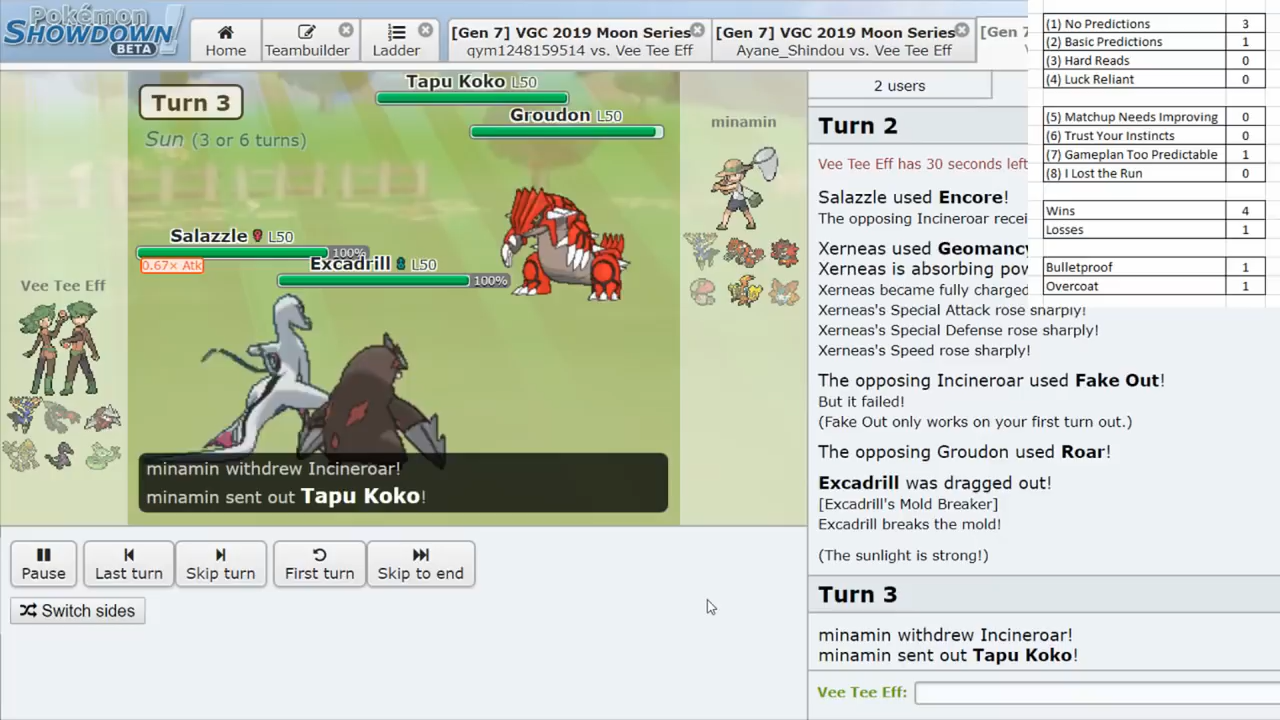 Pokémon
SHOWDOWN!
BETA
Home
Teambuilder
Ladder
[Gen 7] VGC 2019 Moon Series
qym1248159514 vs. Vee Tee Eff
[Gen 7] VGC 2019 Moon Series
Ayane_Shindou vs. Vee Tee Eff
[Gen 7
Turn 3
Sun (3 or 6 turns)
Tapu Koko L50
Groudon L50
Salazzle L50
100%
0.67× Atk
Excadrill L50
100%
Vee Tee Eff
minamin
minamin withdrew Incineroar!
minamin sent out Tapu Koko!
Pause
Last turn
Skip turn
First turn
Skip to end
Switch sides
2 users
Turn 2
Vee Tee Eff has 30 seconds left
Salazzle used Encore!
The opposing Incineroar recei
Xerneas used Geomancy
Xerneas is absorbing pow
Xerneas became fully charged
Xerneas's Special Attack rose sharply!
Xerneas's Special Defense rose sharply!
Xerneas's Speed rose sharply!
The opposing Incineroar used Fake Out!
But it failed!
(Fake Out only works on your first turn out.)
The opposing Groudon used Roar!
Excadrill was dragged out!
[Excadrill's Mold Breaker]
Excadrill breaks the mold!
(The sunlight is strong!)
Turn 3
minamin withdrew Incineroar!
minamin sent out Tapu Koko!
Vee Tee Eff:
(1) No Predictions 3
(2) Basic Predictions 1
(3) Hard Reads 0
(4) Luck Reliant 0
(5) Matchup Needs Improving 0
(6) Trust Your Instincts 0
(7) Gameplan Too Predictable 1
(8) I Lost the Run 0
Wins 4
Losses 1
Bulletproof 1
Overcoat 1